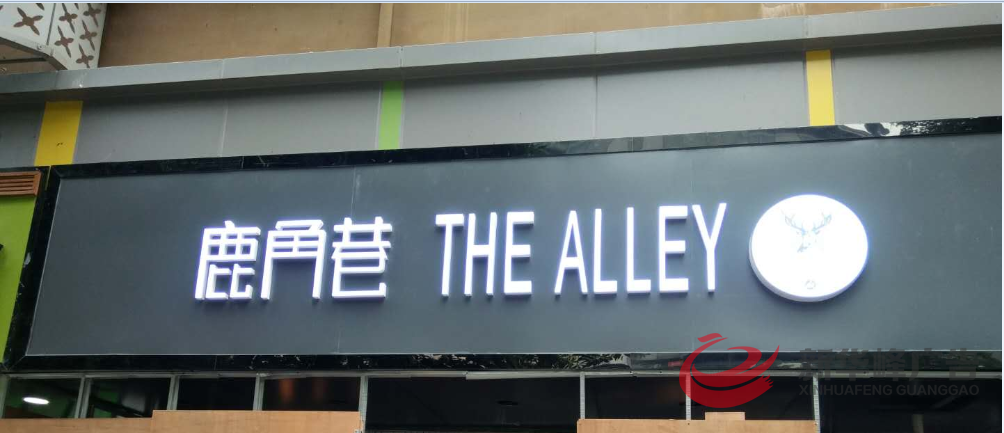 鹿角巷 THE ALLEY
XINHUAFENG GUANGGAO